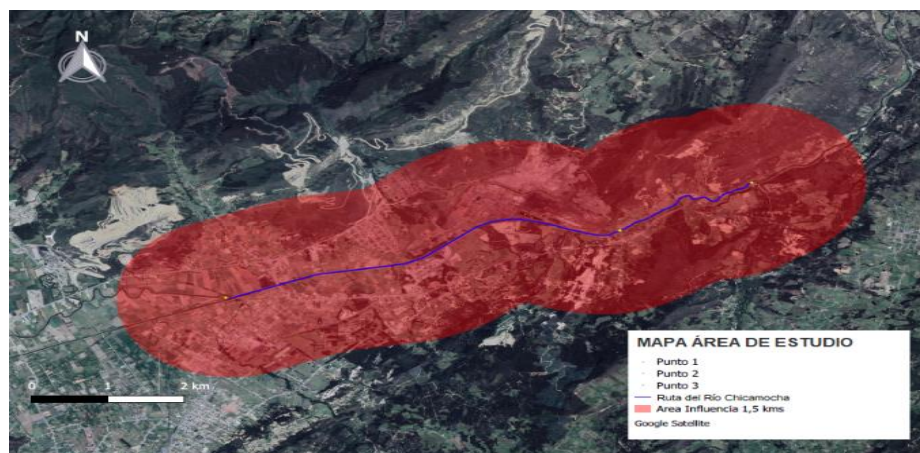 N
MAPA ÁREA DE ESTUDIO
Punto 1
Punto 2
Punto 3
Ruta del Río Chicamocha
Area Influencia 1,5 kms
Google Satellite
0 1 2 km